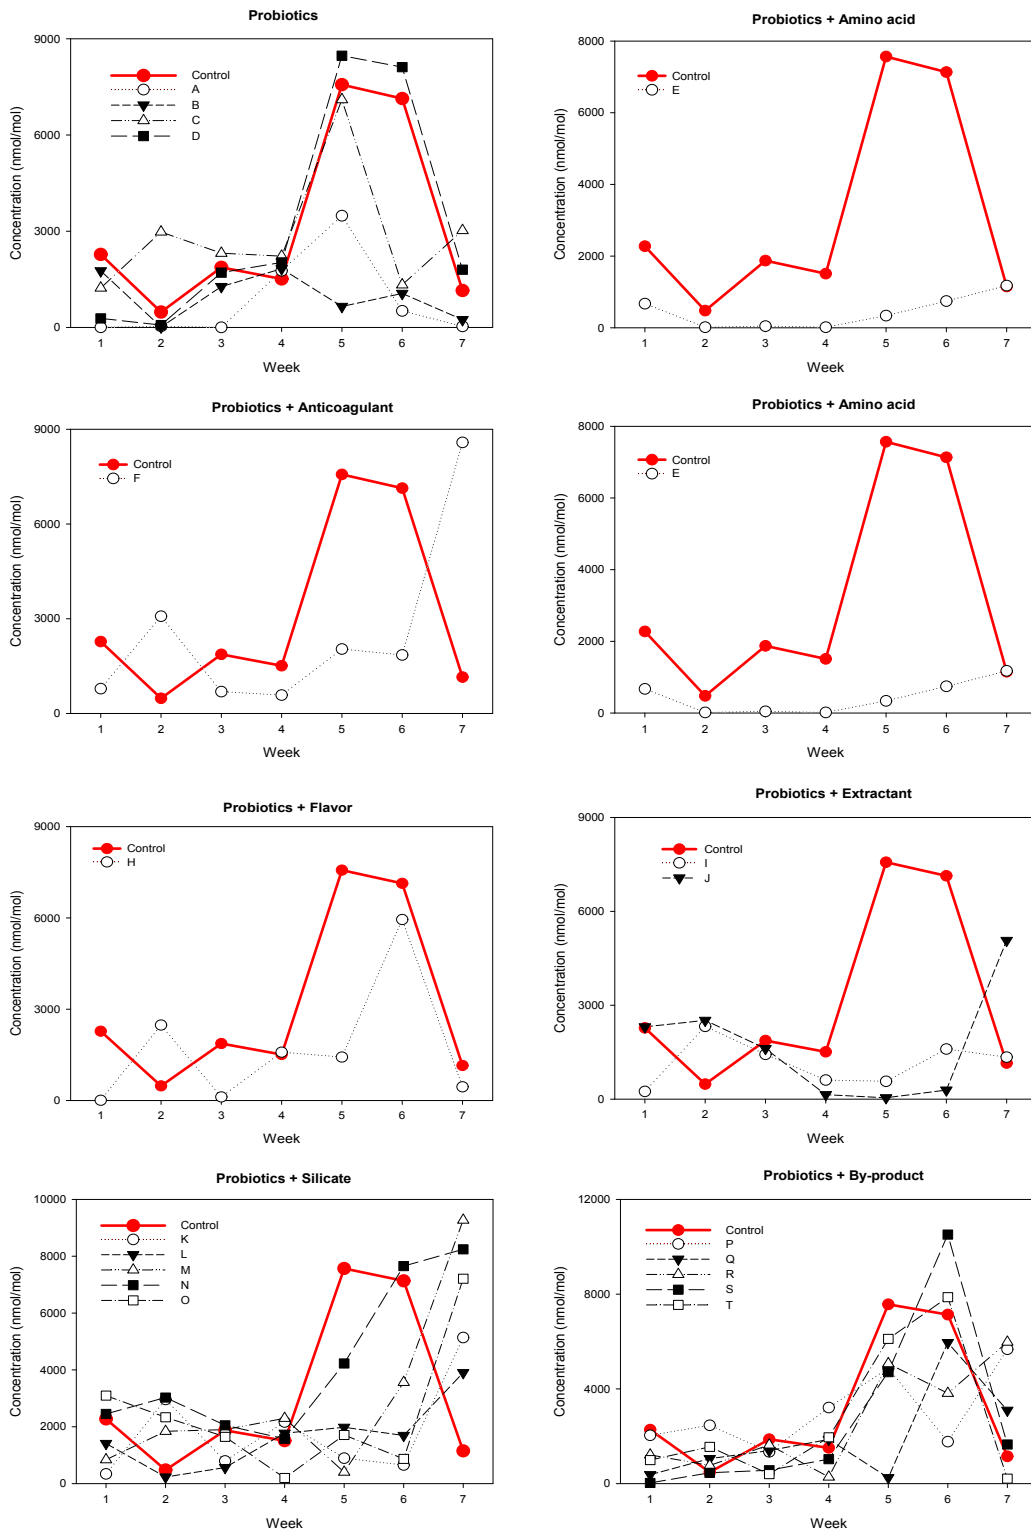 Probiotics
Concentration (nmol/mol)
9000
6000
3000
0
Control
A
B
C
D
1 2 3 4 5 6 7
Week
Probiotics + Amino acid
Concentration (nmol/mol)
8000
6000
4000
2000
0
Control
E
1 2 3 4 5 6 7
Week
Probiotics + Anticoagulant
Concentration (nmol/mol)
9000
6000
3000
0
Control
F
1 2 3 4 5 6 7
Week
Probiotics + Amino acid
Concentration (nmol/mol)
8000
6000
4000
2000
0
Control
E
1 2 3 4 5 6 7
Week
Probiotics + Flavor
Concentration (nmol/mol)
9000
6000
3000
0
Control
H
1 2 3 4 5 6 7
Week
Probiotics + Extractant
Concentration (nmol/mol)
9000
6000
3000
0
Control
I
J
1 2 3 4 5 6 7
Week
Probiotics + Silicate
Concentration (nmol/mol)
10000
8000
6000
4000
2000
0
Control
K
L
M
N
O
1 2 3 4 5 6 7
Week
Probiotics + By-product
Concentration (nmol/mol)
12000
8000
4000
0
Control
P
Q
R
S
T
1 2 3 4 5 6 7
Week